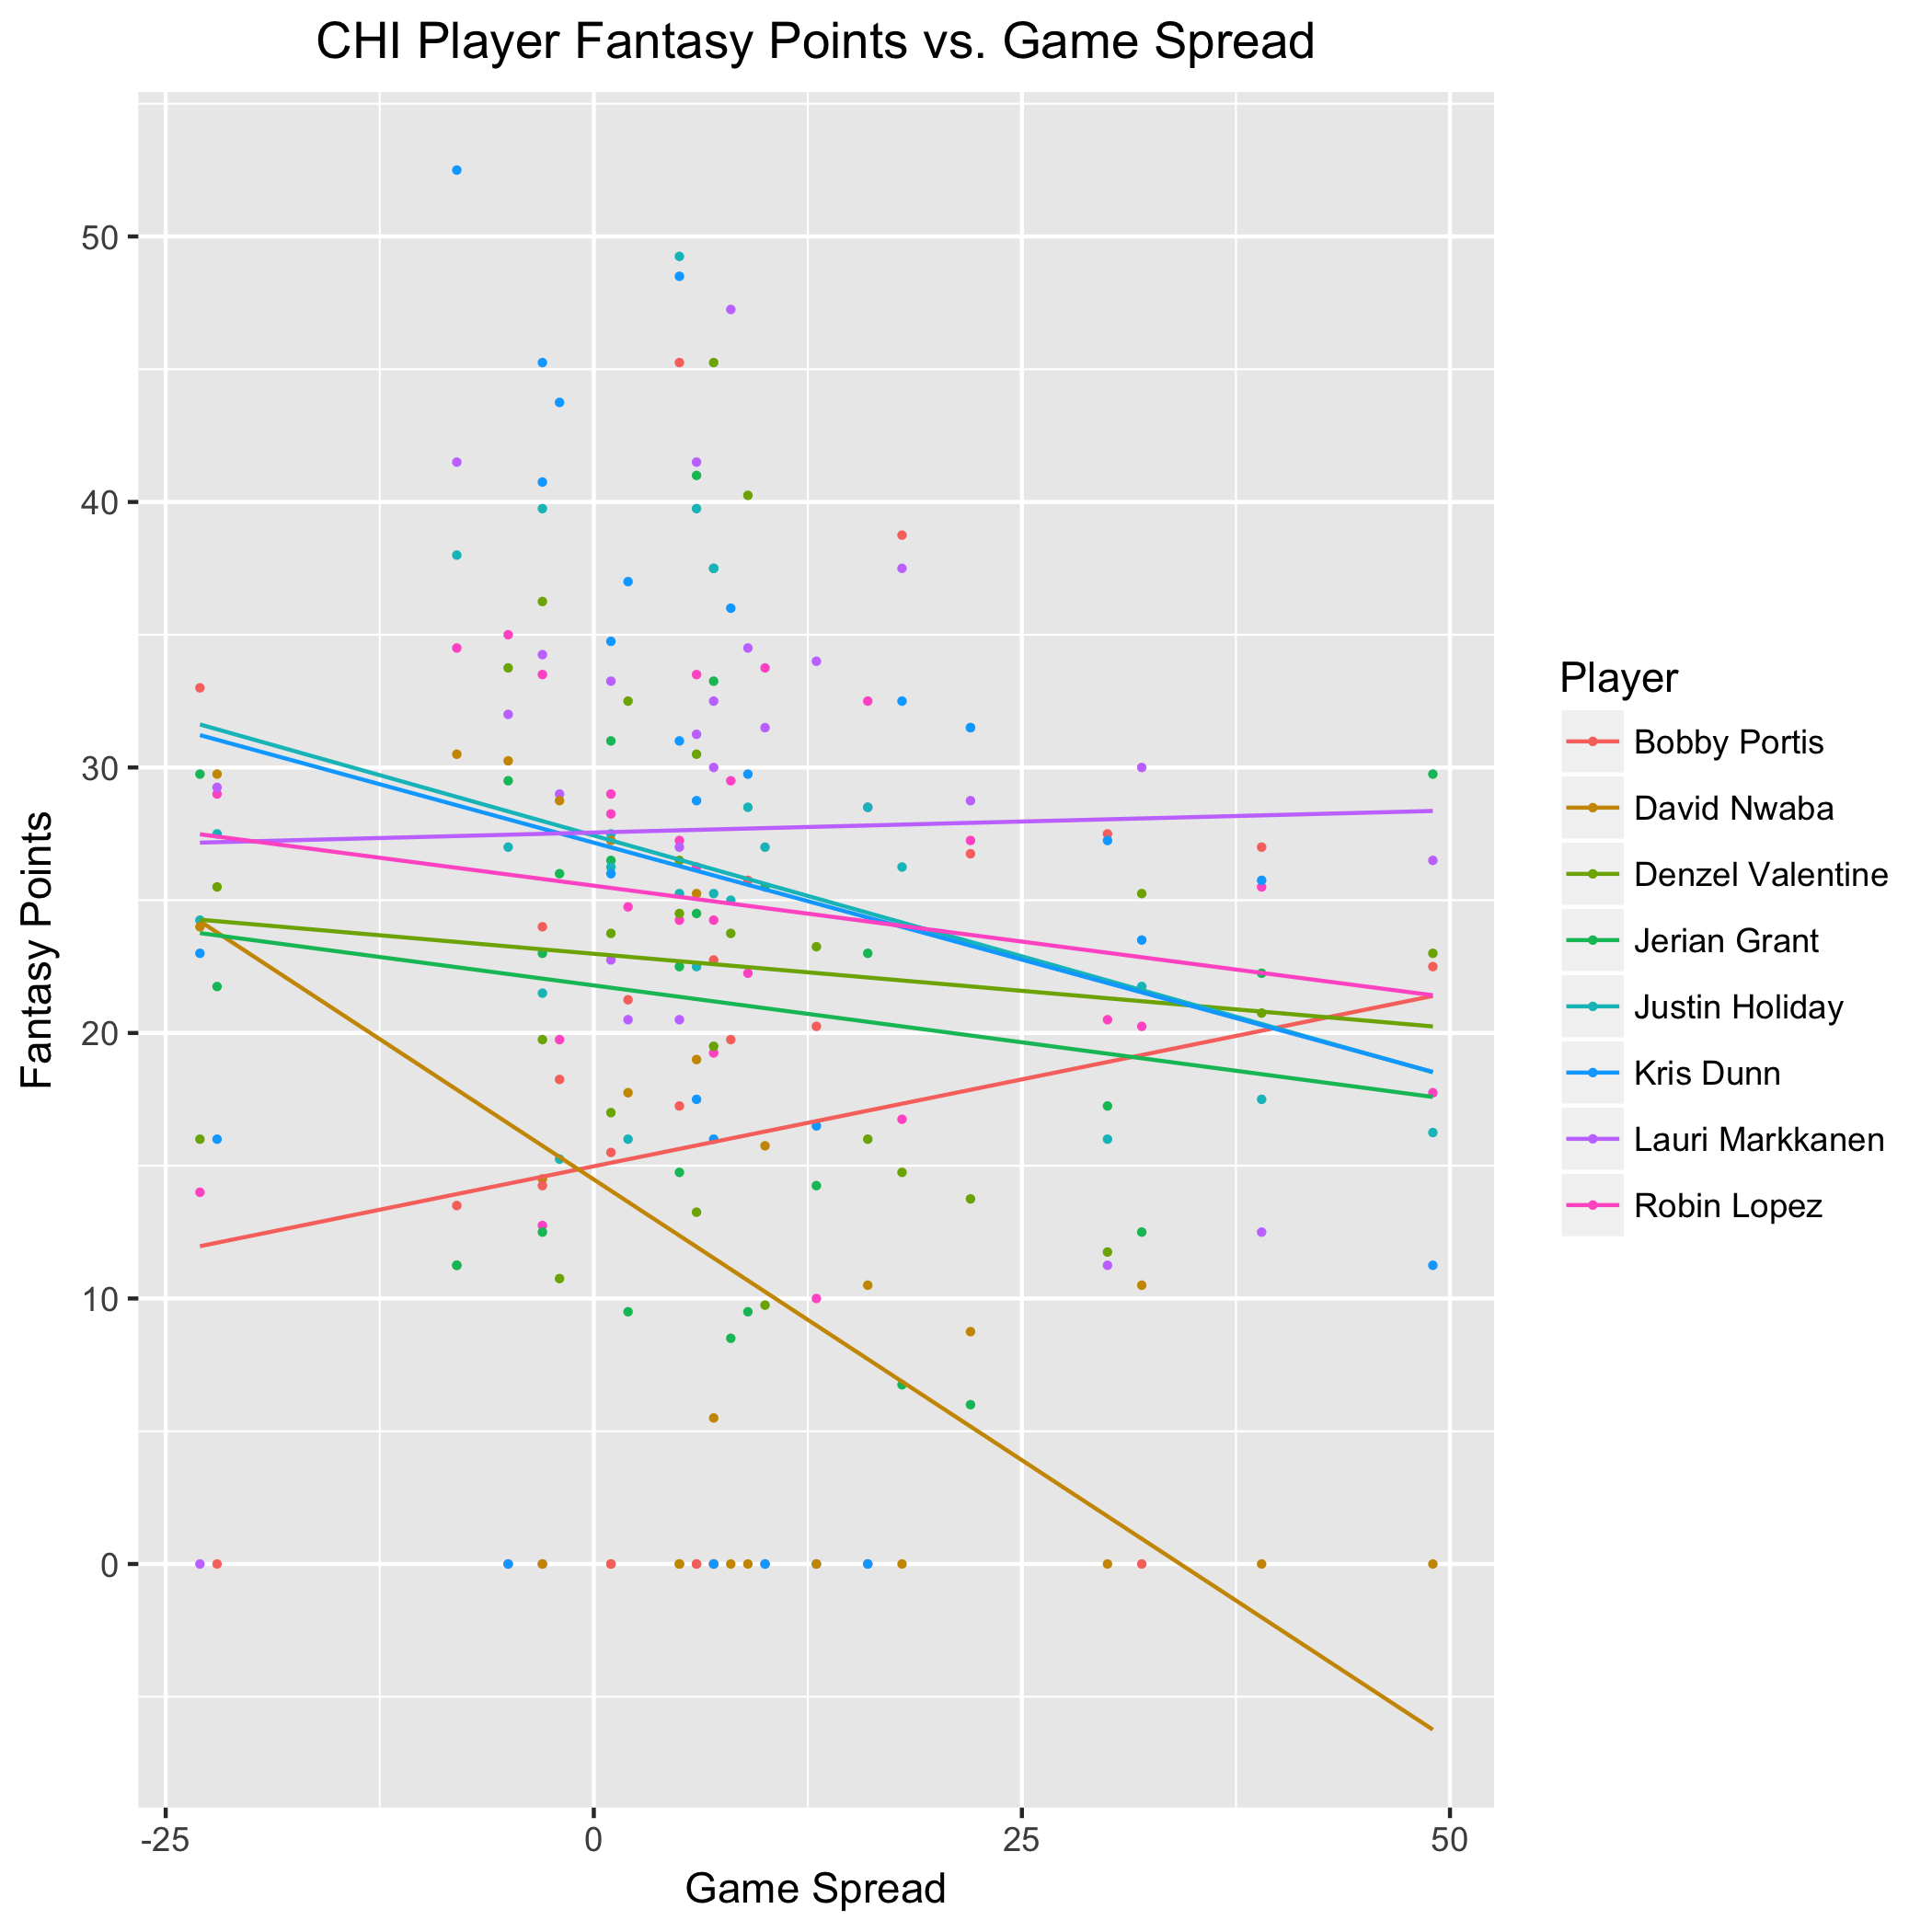 CHI Player Fantasy Points vs. Game Spread
50
40
30
20
10
0
Fantasy Points
-25
0
25
50
Game Spread
Player
Bobby Portis
David Nwaba
Denzel Valentine
Jerian Grant
Justin Holiday
Kris Dunn
Lauri Markkanen
Robin Lopez